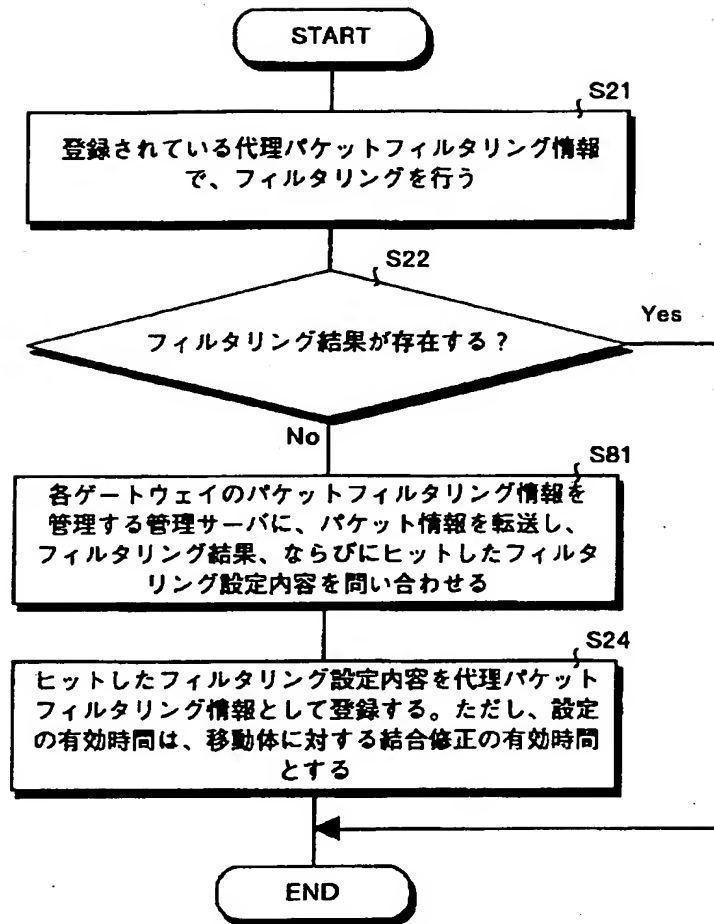 START
S21
登録されている代理パケットフィルタリング情報
で、フィルタリングを行う
S22
フィルタリング結果が存在する?
Yes
No
S81
各ゲートウェイのパケットフィルタリング情報を
管理する管理サーバに、パケット情報を転送し、
フィルタリング結果、ならびにヒットしたフィルタ
リング設定内容を問い合わせる
S24
ヒットしたフィルタリング設定内容を代理パケット
フィルタリング情報として登録する。ただし、設定
の有効時間は、移動体に対する結合修正の有効時間
とする
END